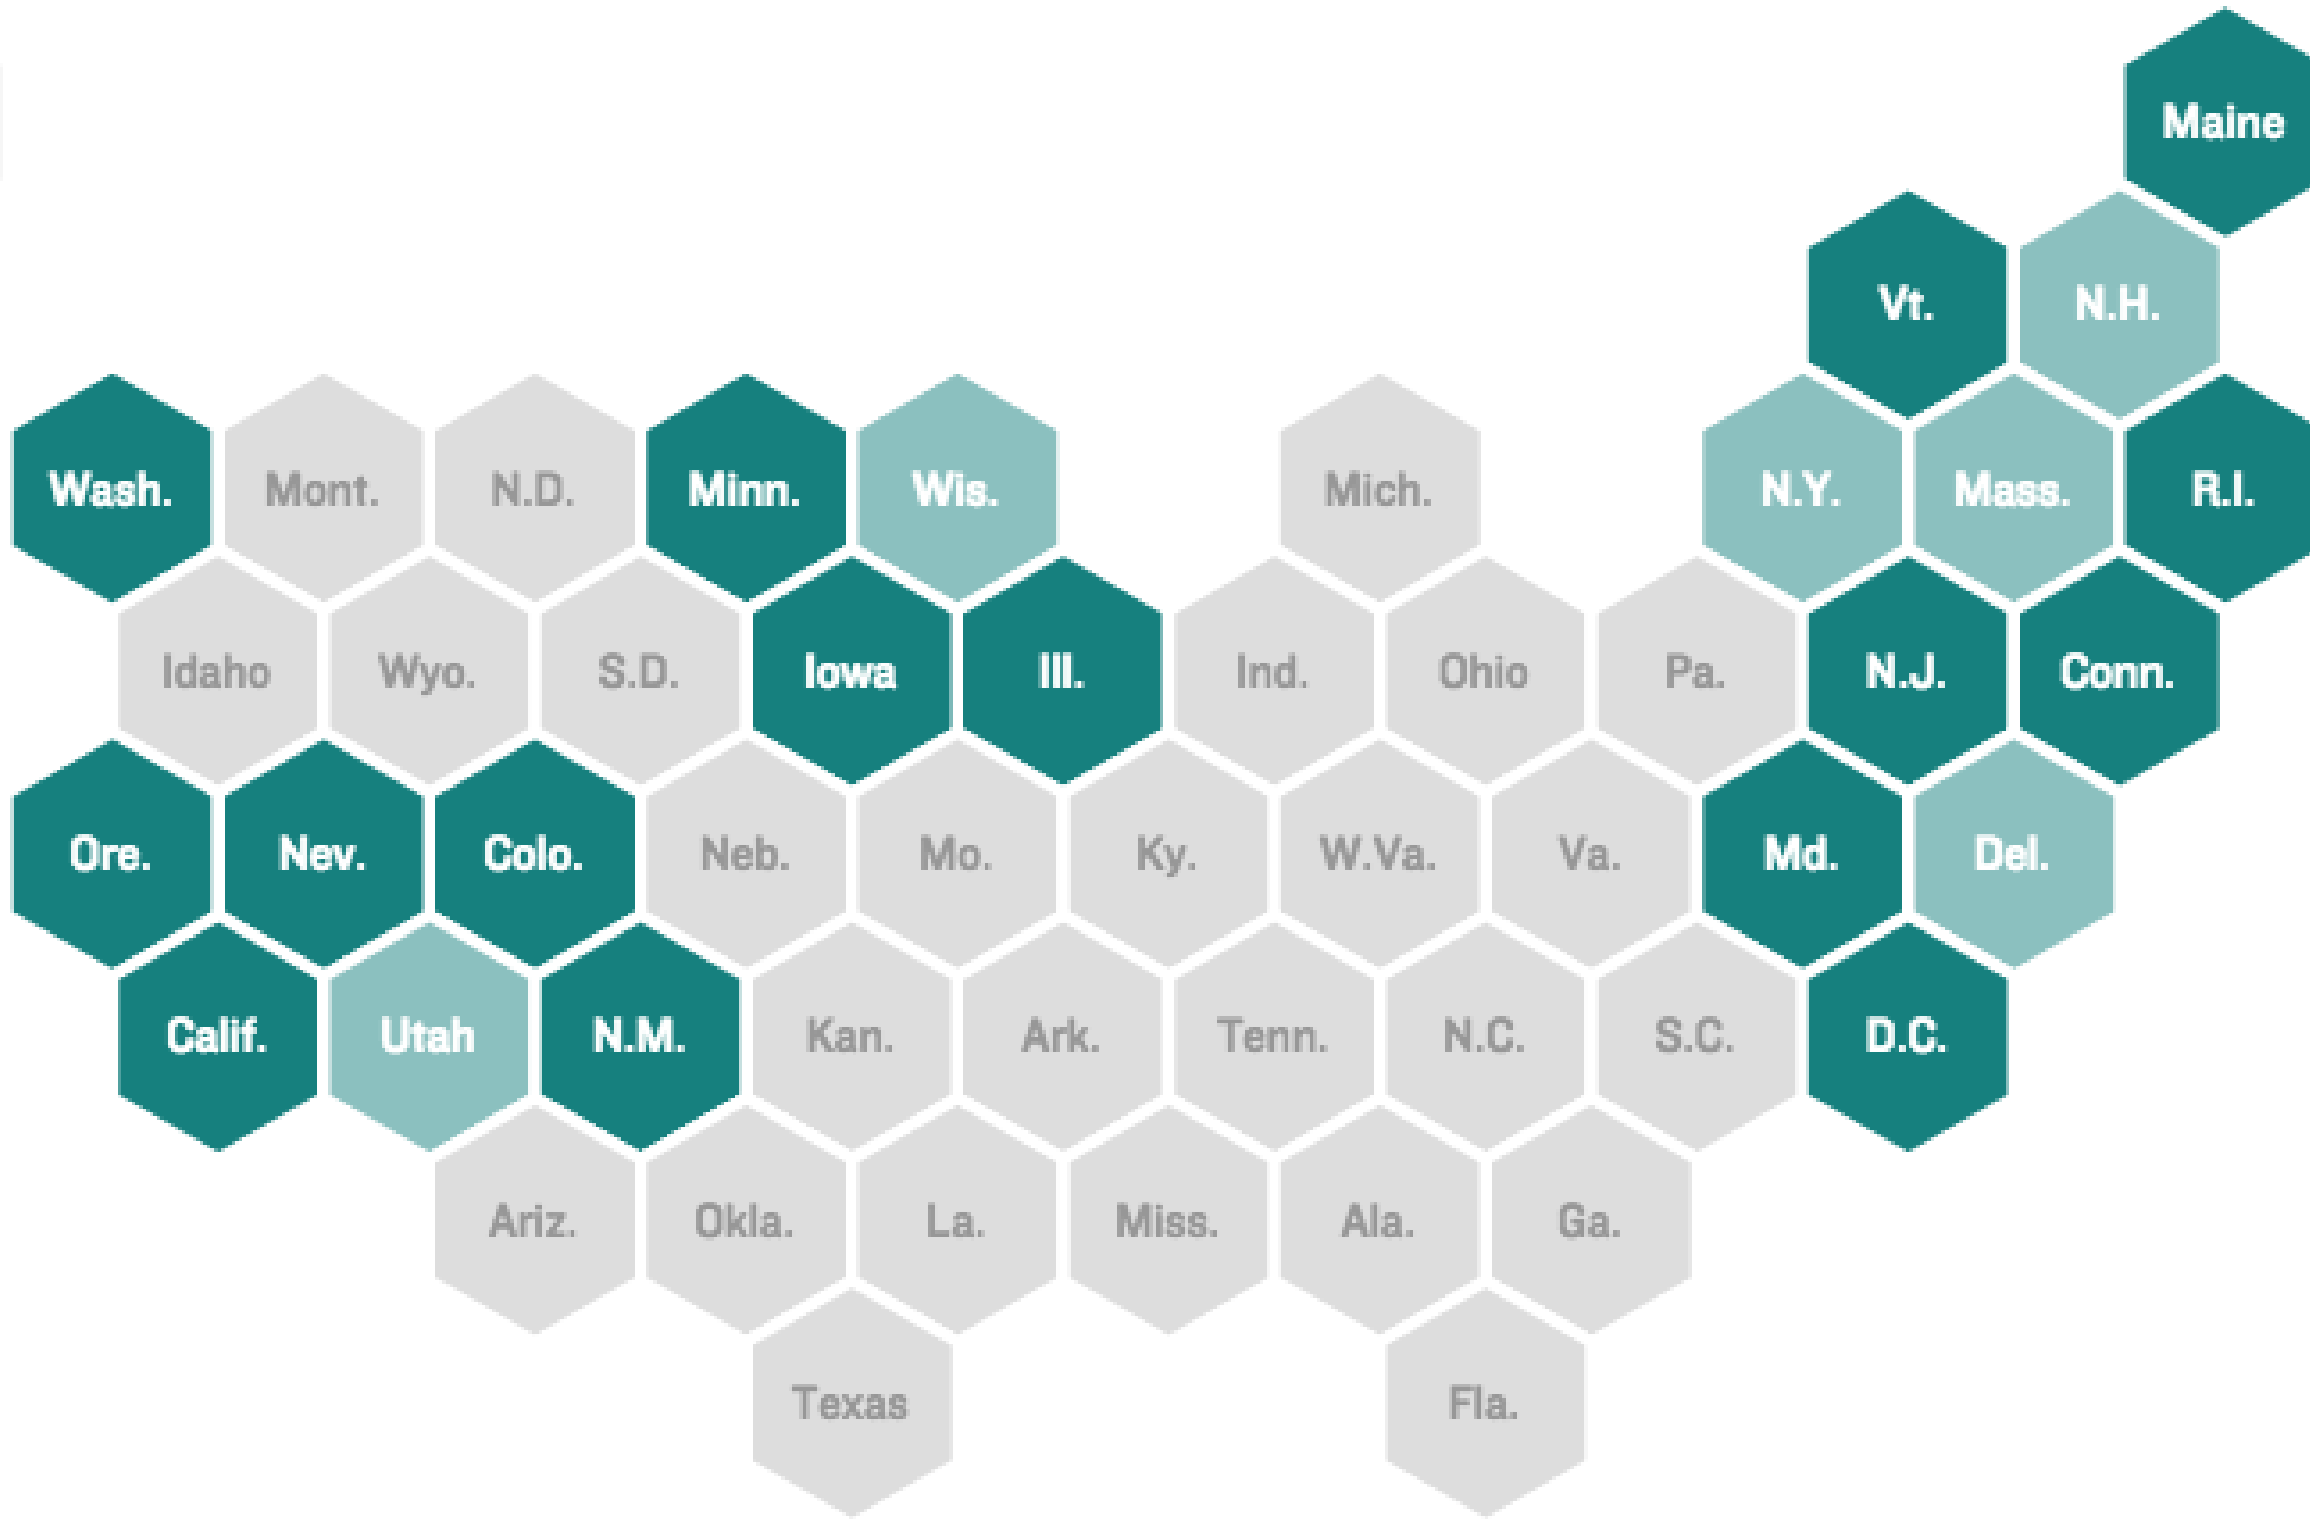 Maine
Vt. N.H.
Wash. Mont. N.D. Minn. Wis. Mich. N.Y. Mass. R.I.
Idaho Wyo. S.D. Iowa Ill. Ind. Ohio Pa. N.J. Conn.
Ore. Nev. Colo. Neb. Mo. Ky. W.Va. Va. Md. Del.
Calif. Utah N.M. Kan. Ark. Tenn. N.C. S.C. D.C.
Ariz. Okla. La. Miss. Ala. Ga.
Texas Fla.